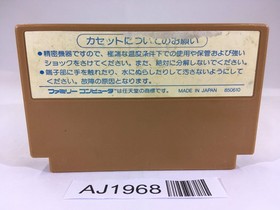 カセットについてのお願い
●精密機器ですので、極端な温度条件下での使用や保管および強い
ショックをさけてください。また、絶対に分解しないでください。
●端子部に手を触れたり、水にぬらしたりして汚さないようにして
ください。故障の原因となります。
ファミリーコンピュータ は任天堂の商標です。 MADE IN JAPAN 850610
AJ1968